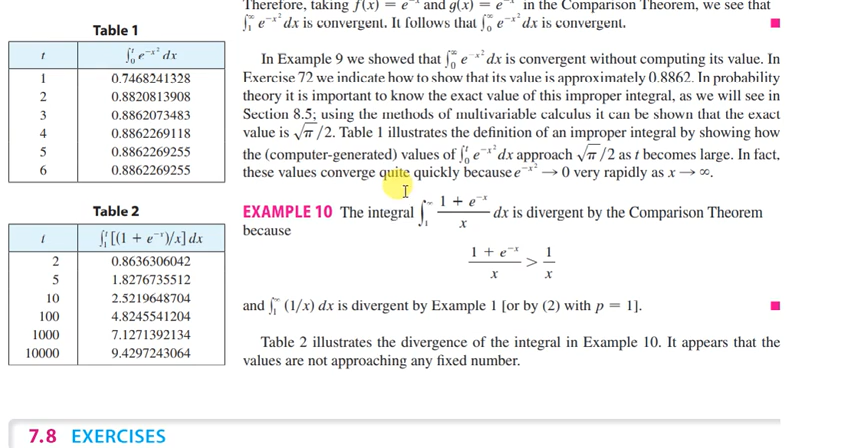 Therefore, taking f(x) = e⁻ˣ² and g(x) = e⁻ˣ in the Comparison Theorem, we see that
∫₁^∞ e⁻ˣ² dx is convergent. It follows that ∫₀^∞ e⁻ˣ² dx is convergent.
Table 1
t ∫₀ᵗ e⁻ˣ² dx
1 0.7468241328
2 0.8820813908
3 0.8862073483
4 0.8862269118
5 0.8862269255
6 0.8862269255
In Example 9 we showed that ∫₀^∞ e⁻ˣ² dx is convergent without computing its value. In
Exercise 72 we indicate how to show that its value is approximately 0.8862. In probability
theory it is important to know the exact value of this improper integral, as we will see in
Section 8.5; using the methods of multivariable calculus it can be shown that the exact
value is √π/2. Table 1 illustrates the definition of an improper integral by showing how
the (computer-generated) values of ∫₀ᵗ e⁻ˣ² dx approach √π/2 as t becomes large. In fact,
these values converge quite quickly because e⁻ˣ² → 0 very rapidly as x → ∞.
Table 2
t ∫₁ᵗ [(1 + e⁻ˣ)/x] dx
2 0.8636306042
5 1.8276735512
10 2.5219648704
100 4.8245541204
1000 7.1271392134
10000 9.4297243064
EXAMPLE 10 The integral ∫₁^∞ (1 + e⁻ˣ)/x dx is divergent by the Comparison Theorem
because
(1 + e⁻ˣ)/x > 1/x
and ∫₁^∞ (1/x) dx is divergent by Example 1 [or by (2) with p = 1].
Table 2 illustrates the divergence of the integral in Example 10. It appears that the
values are not approaching any fixed number.
7.8 EXERCISES